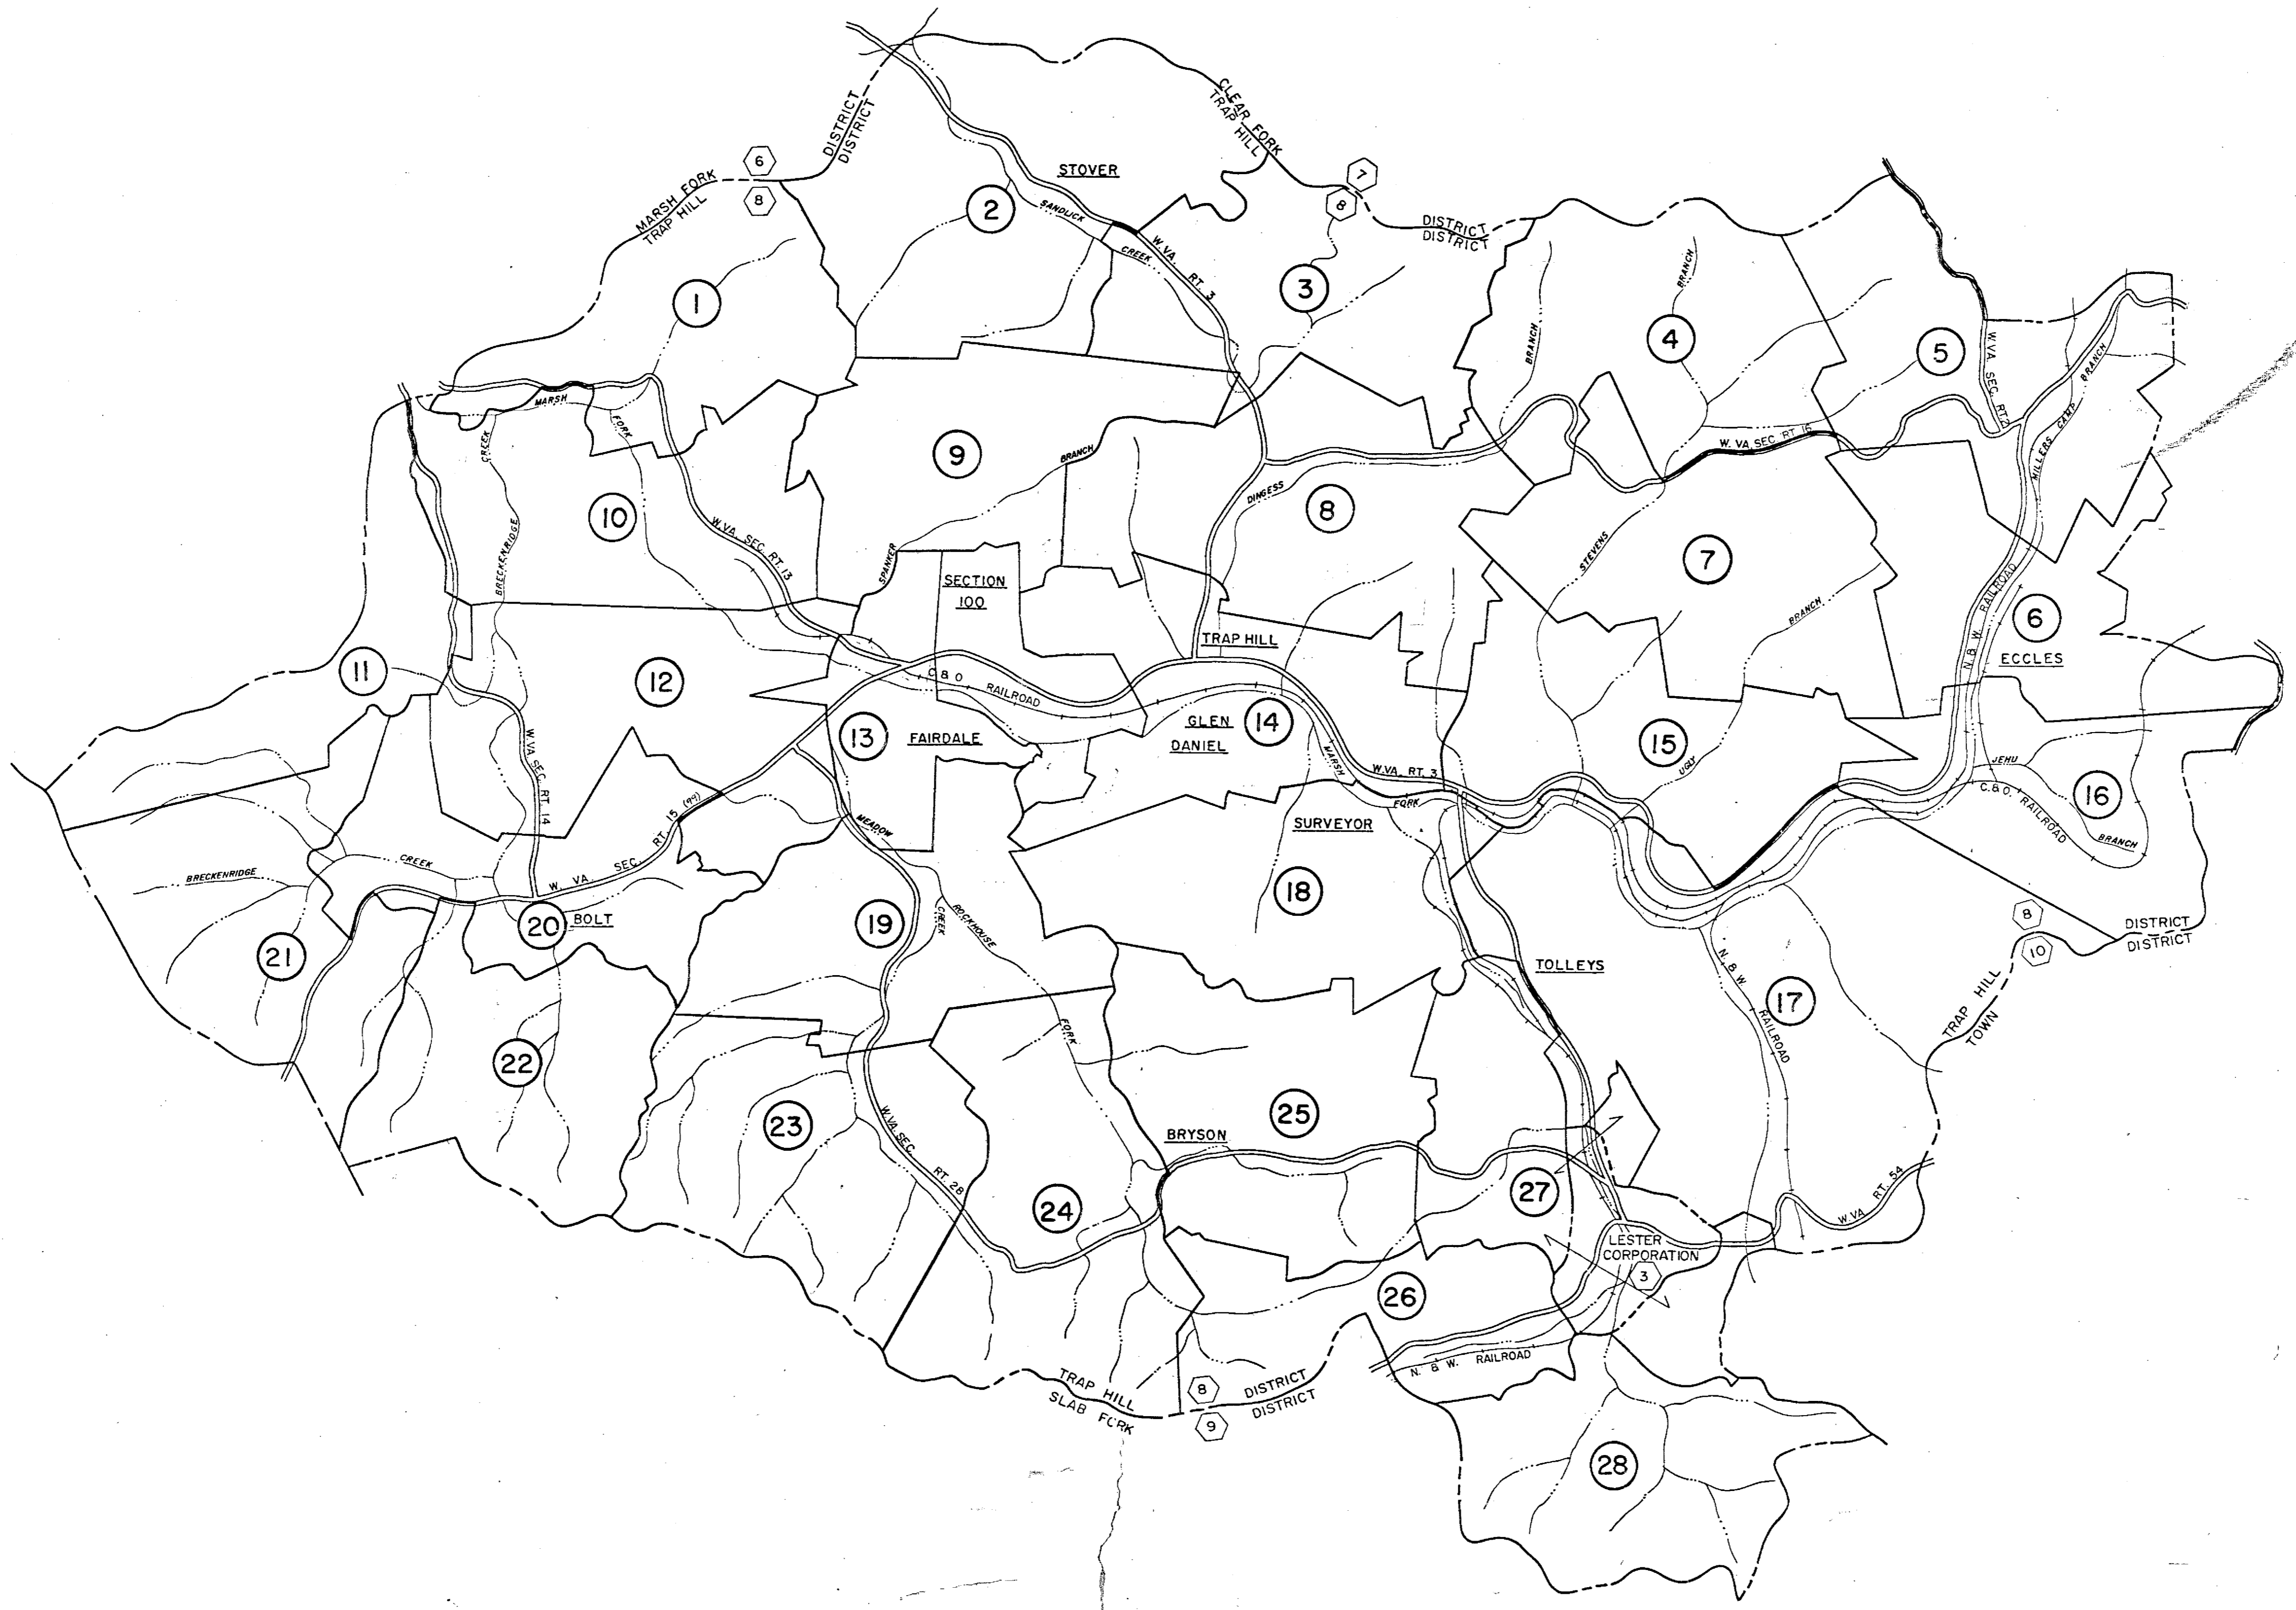 CLEAR FORK
TRAP HILL
DISTRICT
DISTRICT
MARSH FORK
TRAP HILL
6
8
7
8
DISTRICT
DISTRICT
STOVER
2
SANDLICK
CREEK
W. VA. RT. 3
1
3
BRANCH
BRANCH
4
5
W. VA. SEC. RT. 2
MILLERS CAMP BRANCH
MARSH
FORK
CREEK
BRECKENRIDGE
9
BRANCH
SPANKER
10
W. VA. SEC. RT. 13
DINGESS
8
W. VA SEC RT 16
STEVENS
7
BRANCH
N. & W. RAILROAD
SECTION
100
6
ECCLES
TRAP HILL
11
12
C & O RAILROAD
13
FAIRDALE
GLEN
DANIEL
14
MARSH
FORK
W.VA. RT. 3
15
UGLY
JEHU
BRANCH
C. & O. RAILROAD
16
W. VA. SEC. RT. 14
W. VA. SEC. RT. 15 (99)
MEADOW
CREEK
SURVEYOR
BRECKENRIDGE
CREEK
18
19
ROCKHOUSE
FORK
20
BOLT
21
TOLLEYS
N. & W. RAILROAD
17
8
10
DISTRICT
DISTRICT
TRAP HILL
TOWN
22
23
W. VA. SEC. RT. 28
25
BRYSON
24
27
W. VA. RT. 54
LESTER
CORPORATION
3
26
N. & W. RAILROAD
TRAP HILL
SLAB FORK
8
9
DISTRICT
DISTRICT
28